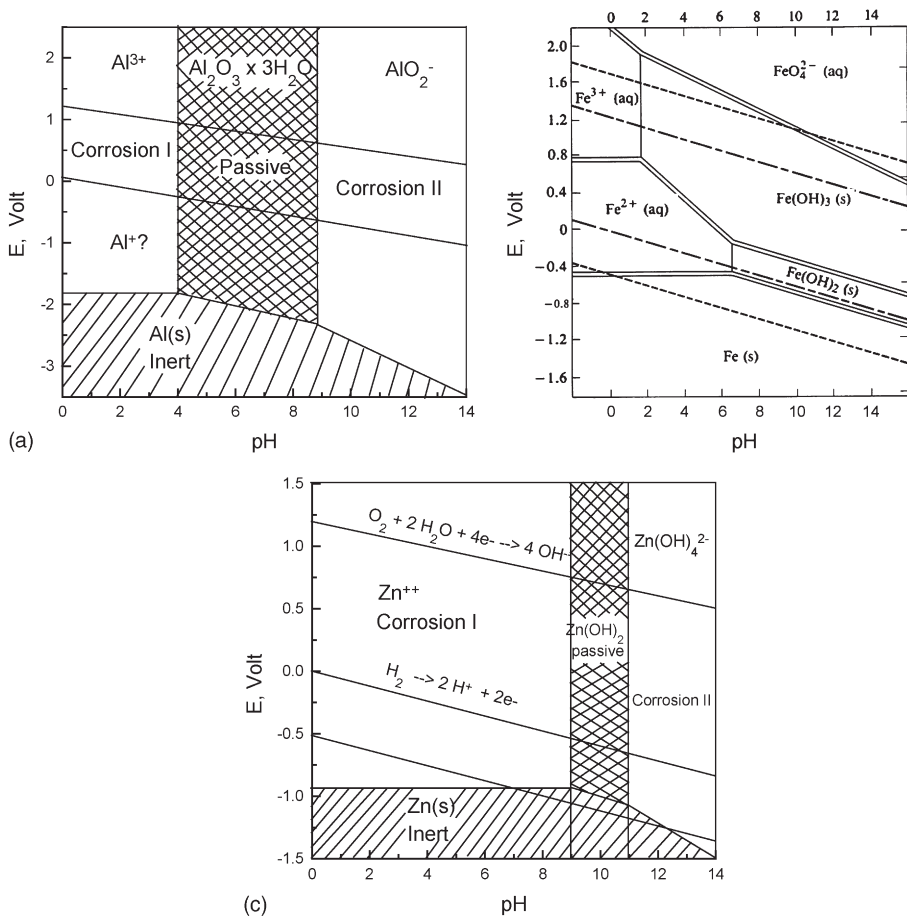 2
1
0
-1
-2
-3
E, Volt
Al³⁺
Al₂O₃ x 3H₂O
AlO₂⁻
Corrosion I
Passive
Corrosion II
Al⁺?
Al(s)
Inert
0 2 4 6 8 10 12 14
(a)
pH
0 2 4 6 8 10 12 14
2.0
1.6
1.2
0.8
0.4
0
−0.4
−0.8
−1.2
−1.6
E, Volt
FeO₄²⁻ (aq)
Fe³⁺ (aq)
Fe(OH)₃ (s)
Fe²⁺ (aq)
Fe(OH)₂ (s)
Fe (s)
0 2 4 6 8 10 12 14
pH
1.5
1.0
0.5
0.0
-0.5
-1.0
-1.5
E, Volt
O₂ + 2 H₂O + 4e- --> 4 OH-
Zn(OH)₄²⁻
Zn⁺⁺
Corrosion I
Zn(OH)₂
passive
H₂ --> 2 H⁺ + 2e-
Corrosion II
Zn(s)
Inert
0 2 4 6 8 10 12 14
(c)
pH